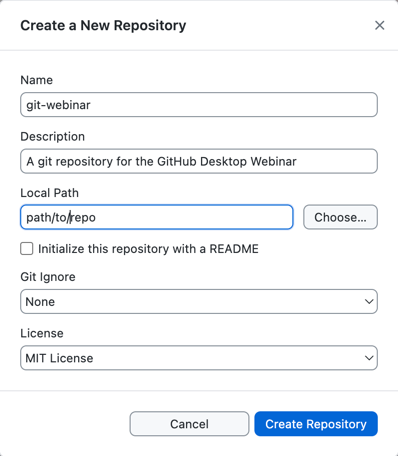 Create a New Repository
Name
git-webinar
Description
A git repository for the GitHub Desktop Webinar
Local Path
path/to/repo
Choose...
Initialize this repository with a README
Git Ignore
None
License
MIT License
Cancel
Create Repository